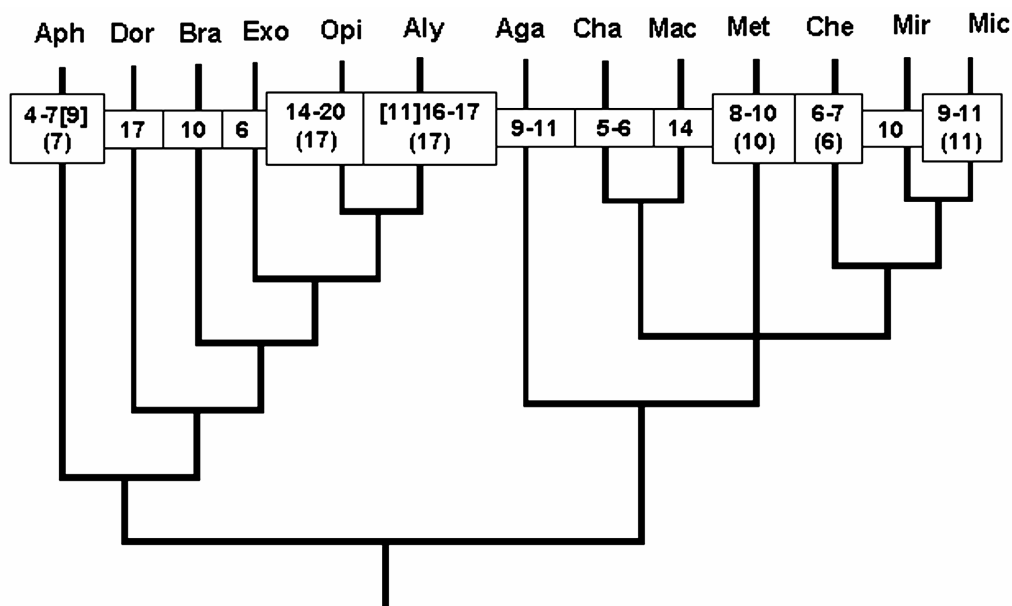 Aph Dor Bra Exo Opi Aly Aga Cha Mac Met Che Mir Mic
4-7[9] 17 10 6 14-20 [11]16-17 9-11 5-6 14 8-10 6-7 10 9-11
(7) (17) (17) (10) (6) (11)